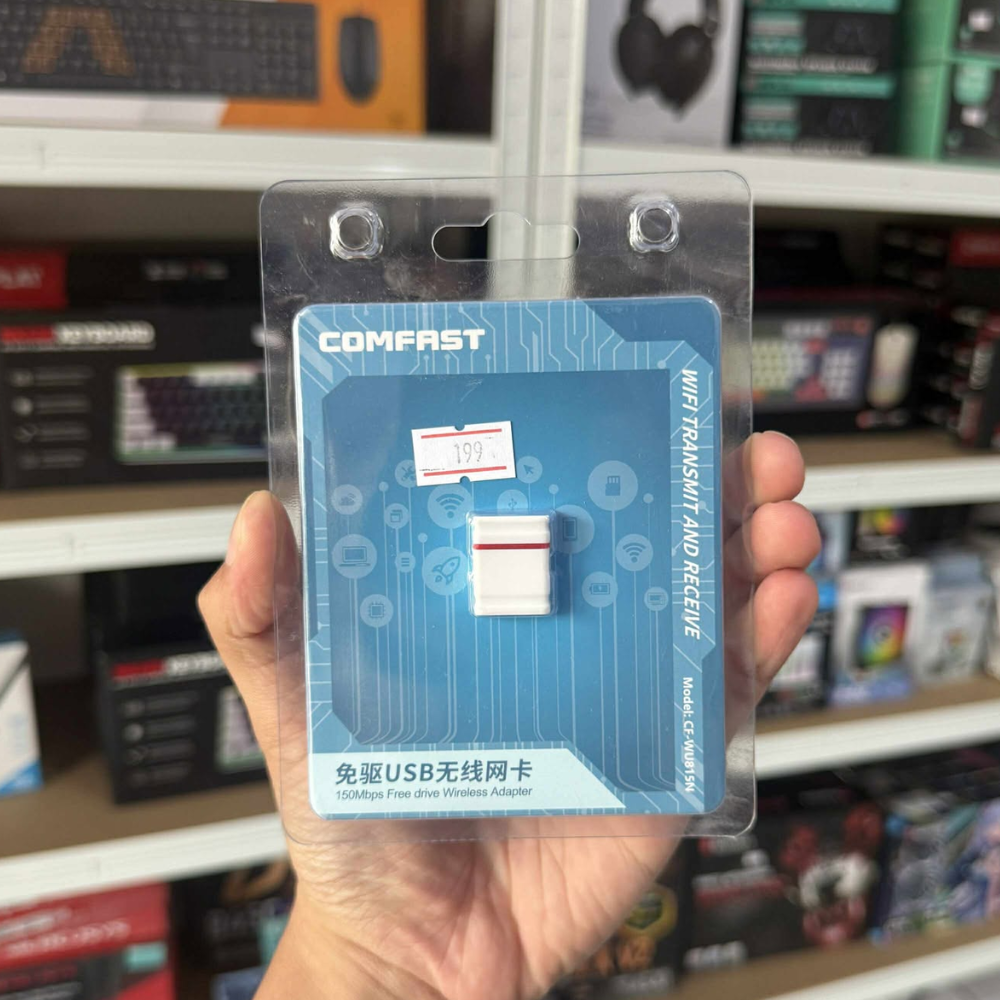 COMFAST
199
WIFI TRANSMIT AND RECEIVE
Model: CF-WU815N
免驱USB无线网卡
150Mbps Free drive Wireless Adapter